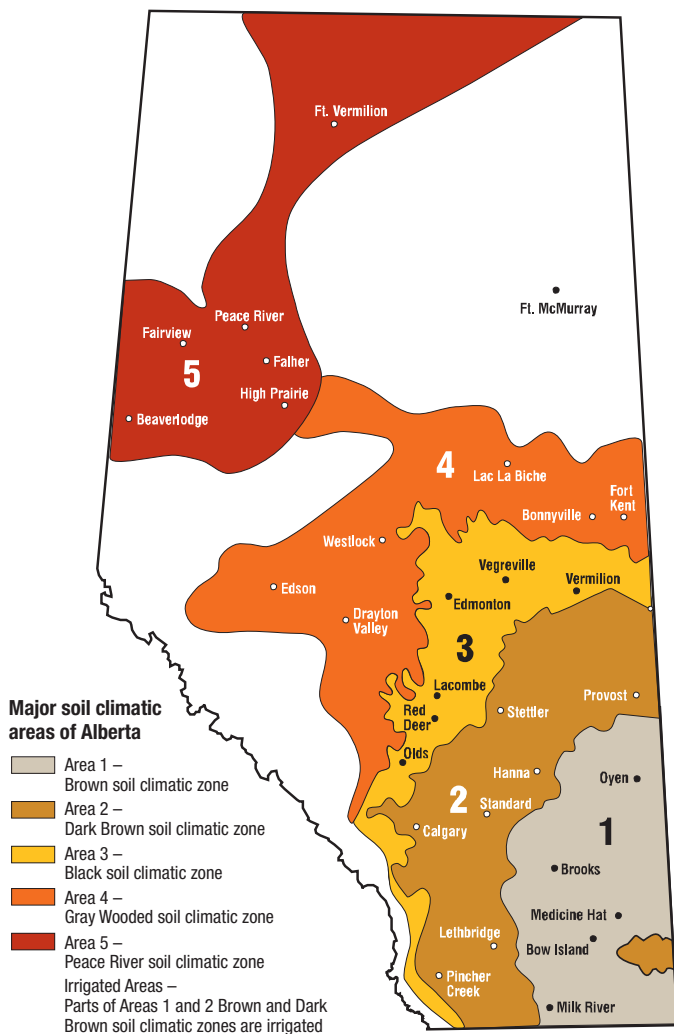 Ft. Vermilion
Ft. McMurray
Peace River
Fairview
Falher
5
High Prairie
Beaverlodge
4
Lac La Biche
Fort
Kent
Bonnyville
Westlock
Vegreville
Vermilion
Edson
Edmonton
Drayton
Valley
3
Lacombe
Provost
Red
Deer
Stettler
Olds
Hanna
Oyen
2
Standard
Calgary
1
Brooks
Medicine Hat
Lethbridge
Bow Island
Pincher
Creek
Milk River
Major soil climatic
areas of Alberta
Area 1 –
Brown soil climatic zone
Area 2 –
Dark Brown soil climatic zone
Area 3 –
Black soil climatic zone
Area 4 –
Gray Wooded soil climatic zone
Area 5 –
Peace River soil climatic zone
Irrigated Areas –
Parts of Areas 1 and 2 Brown and Dark
Brown soil climatic zones are irrigated